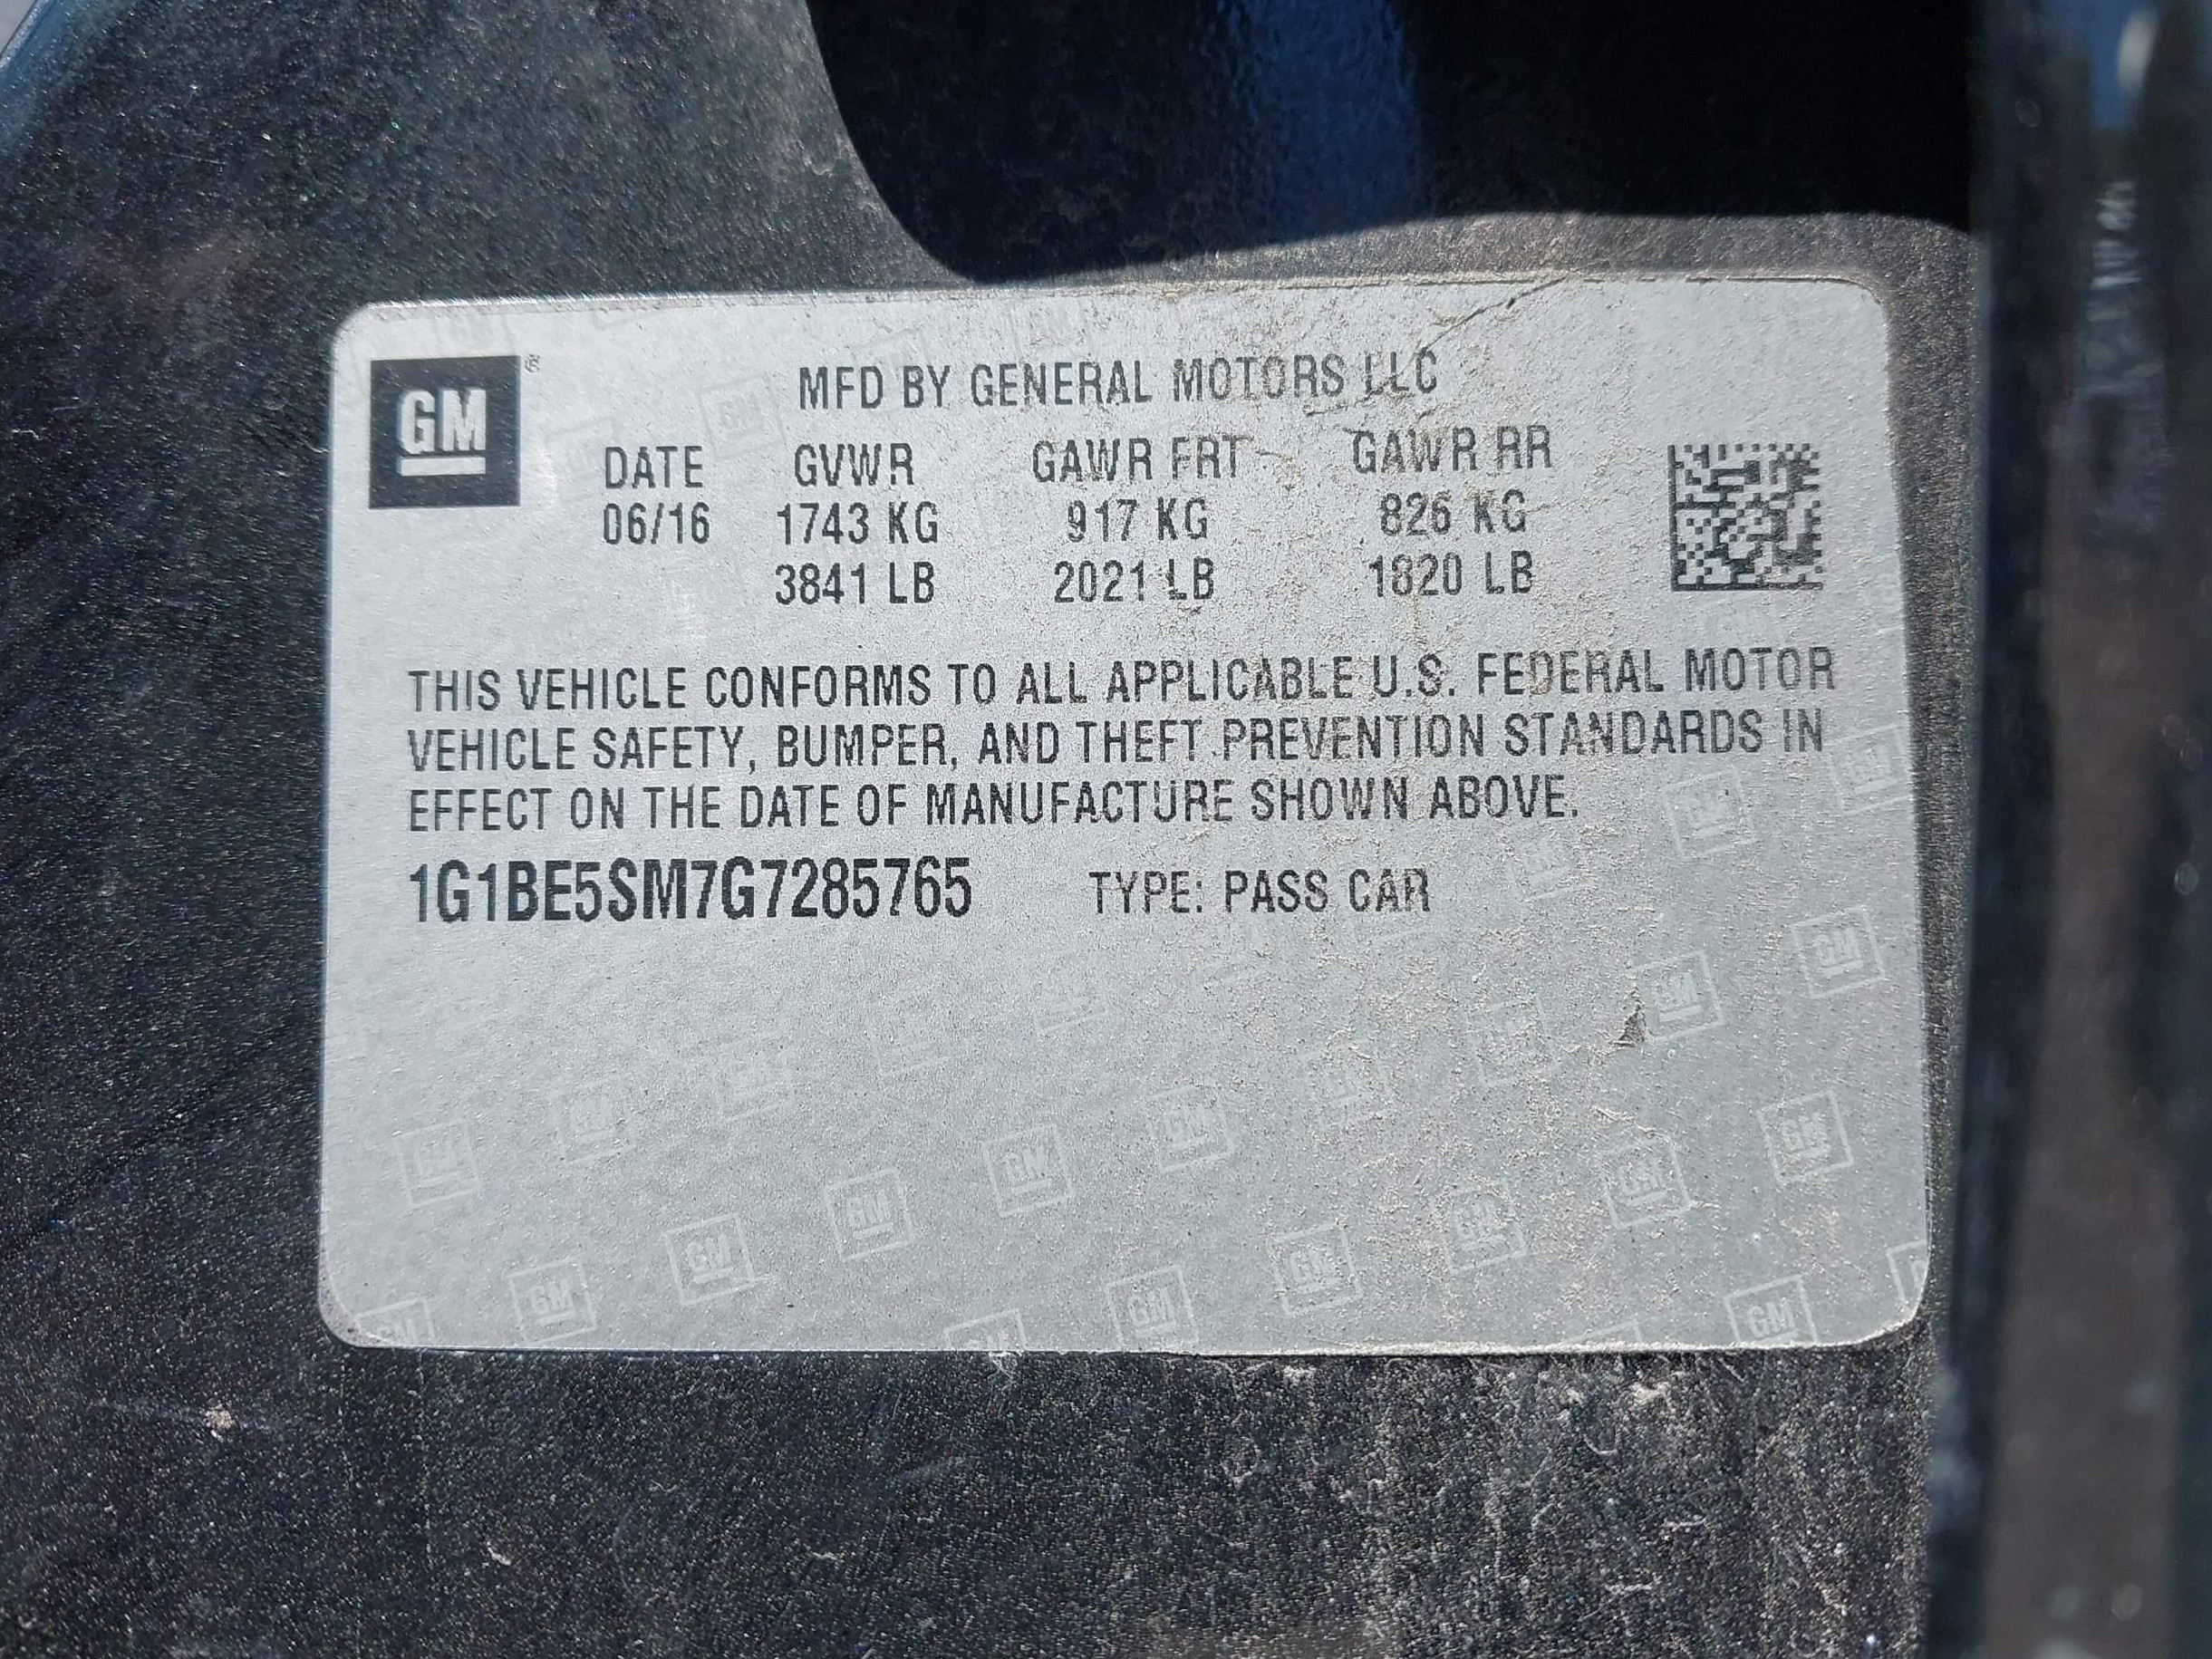 GM ®
MFD BY GENERAL MOTORS LLC
DATE GVWR GAWR FRT GAWR RR
06/16 1743 KG 917 KG 826 KG
3841 LB 2021 LB 1820 LB
THIS VEHICLE CONFORMS TO ALL APPLICABLE U.S. FEDERAL MOTOR
VEHICLE SAFETY, BUMPER, AND THEFT PREVENTION STANDARDS IN
EFFECT ON THE DATE OF MANUFACTURE SHOWN ABOVE.
1G1BE5SM7G7285765 TYPE: PASS CAR